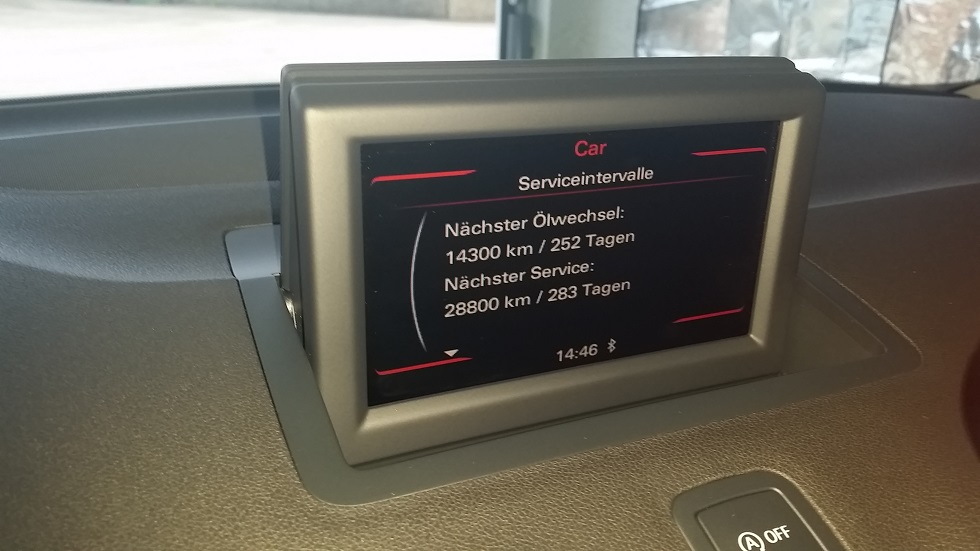 Car
Serviceintervalle
Nächster Ölwechsel:
14300 km / 252 Tagen
Nächster Service:
28800 km / 283 Tagen
14:46
A OFF